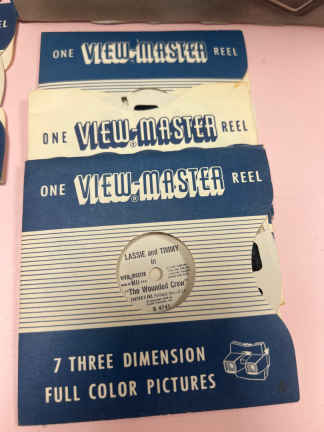 ONE VIEW-MASTER REEL
ONE VIEW-MASTER® REEL
ONE VIEW-MASTER® REEL
LASSIE and TIMMY
in
"The Wounded Crow"
7 THREE DIMENSION
FULL COLOR PICTURES